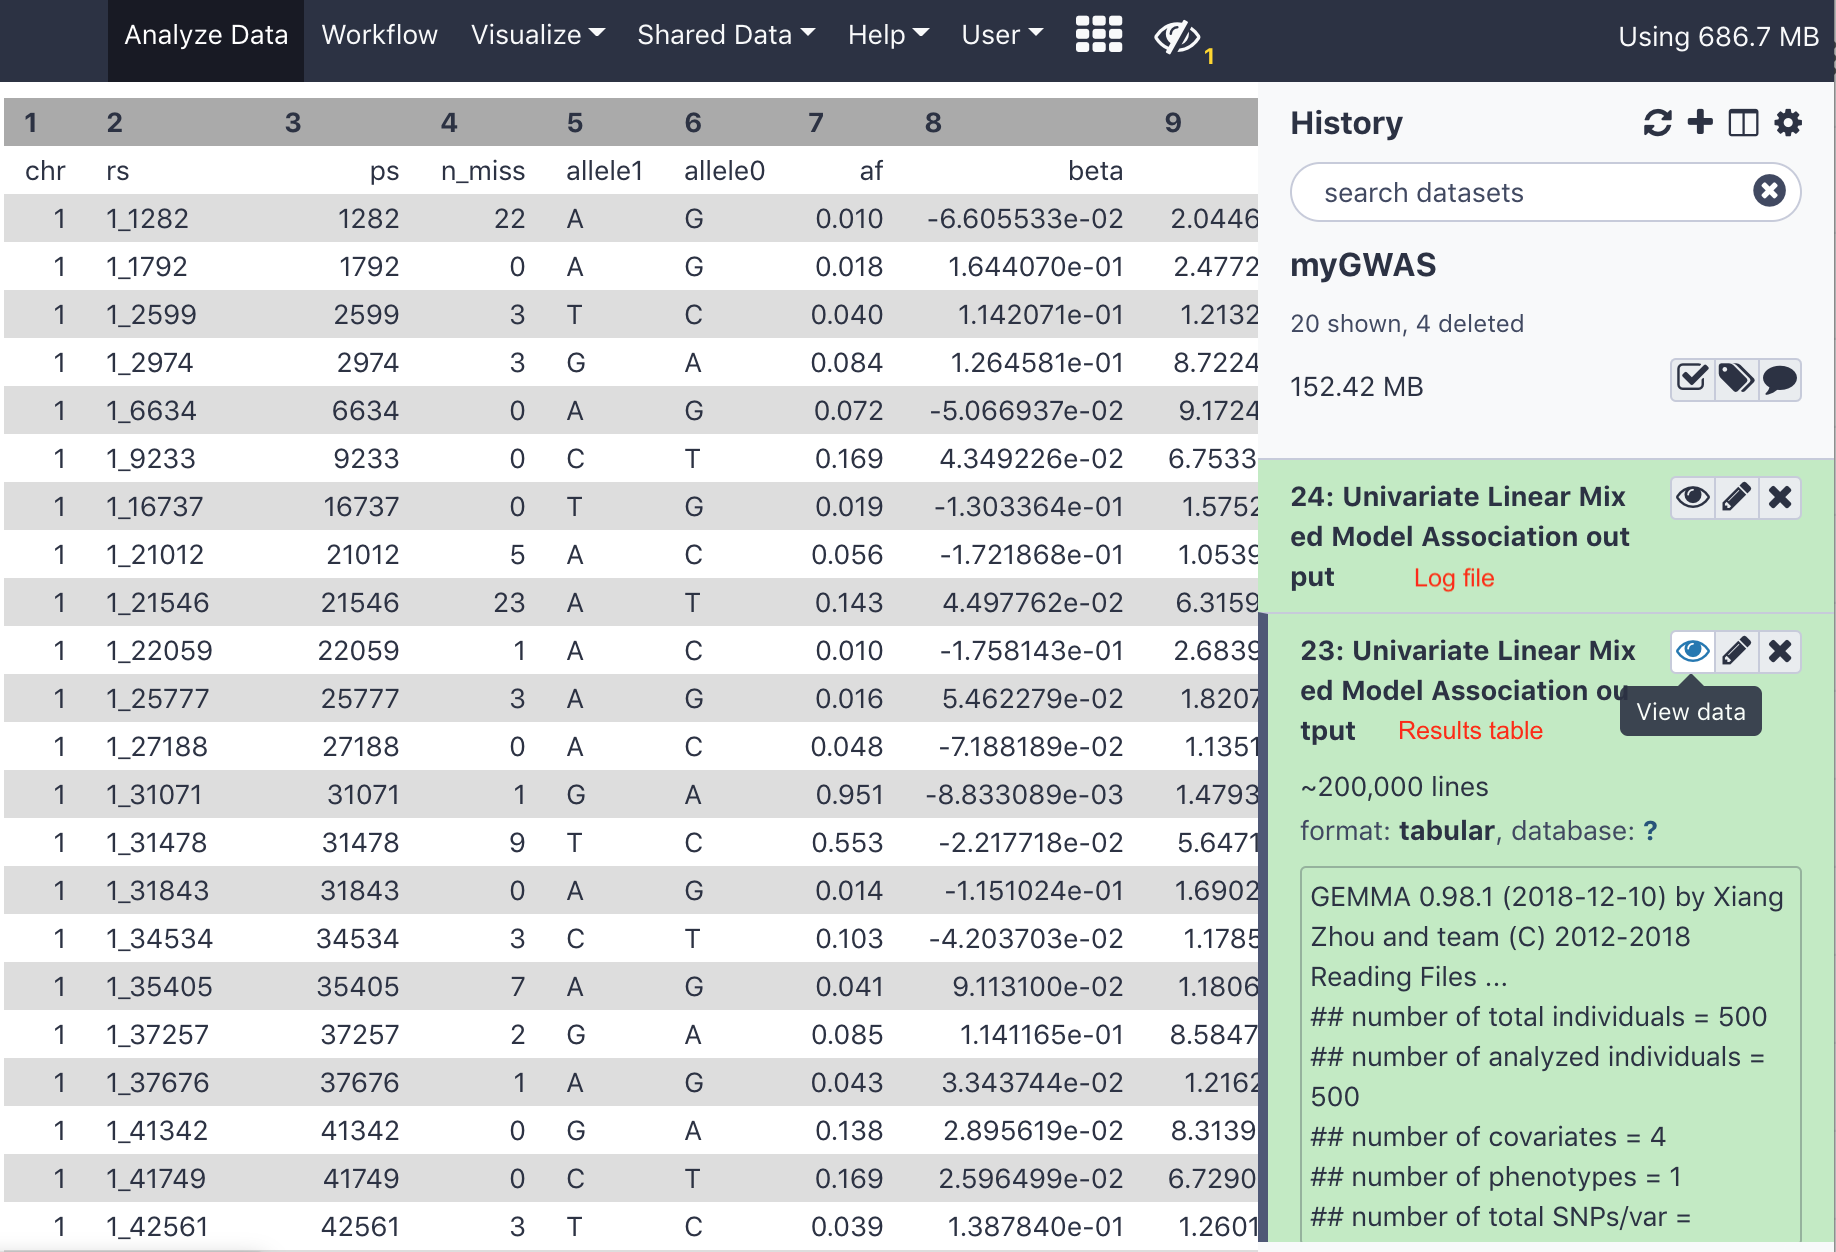 Analyze Data Workflow Visualize Shared Data Help User 1 Using 686.7 MB
1 2 3 4 5 6 7 8 9
chr rs ps n_miss allele1 allele0 af beta
1 1_1282 1282 22 A G 0.010 -6.605533e-02 2.0446
1 1_1792 1792 0 A G 0.018 1.644070e-01 2.4772
1 1_2599 2599 3 T C 0.040 1.142071e-01 1.2132
1 1_2974 2974 3 G A 0.084 1.264581e-01 8.7224
1 1_6634 6634 0 A G 0.072 -5.066937e-02 9.1724
1 1_9233 9233 0 C T 0.169 4.349226e-02 6.7533
1 1_16737 16737 0 T G 0.019 -1.303364e-01 1.5752
1 1_21012 21012 5 A C 0.056 -1.721868e-01 1.0539
1 1_21546 21546 23 A T 0.143 4.497762e-02 6.3159
1 1_22059 22059 1 A C 0.010 -1.758143e-01 2.6839
1 1_25777 25777 3 A G 0.016 5.462279e-02 1.8207
1 1_27188 27188 0 A C 0.048 -7.188189e-02 1.1351
1 1_31071 31071 1 G A 0.951 -8.833089e-03 1.4793
1 1_31478 31478 9 T C 0.553 -2.217718e-02 5.6471
1 1_31843 31843 0 A G 0.014 -1.151024e-01 1.6902
1 1_34534 34534 3 C T 0.103 -4.203703e-02 1.1785
1 1_35405 35405 7 A G 0.041 9.113100e-02 1.1806
1 1_37257 37257 2 G A 0.085 1.141165e-01 8.5847
1 1_37676 37676 1 A G 0.043 3.343744e-02 1.2162
1 1_41342 41342 0 G A 0.138 2.895619e-02 8.3139
1 1_41749 41749 0 C T 0.169 2.596499e-02 6.7290
1 1_42561 42561 3 T C 0.039 1.387840e-01 1.2601
History
search datasets
myGWAS
20 shown, 4 deleted
152.42 MB
24: Univariate Linear Mix
ed Model Association out
put Log file
23: Univariate Linear Mix
ed Model Association ou
tput Results table
View data
~200,000 lines
format: tabular, database: ?
GEMMA 0.98.1 (2018-12-10) by Xiang
Zhou and team (C) 2012-2018
Reading Files ...
## number of total individuals = 500
## number of analyzed individuals =
500
## number of covariates = 4
## number of phenotypes = 1
## number of total SNPs/var =